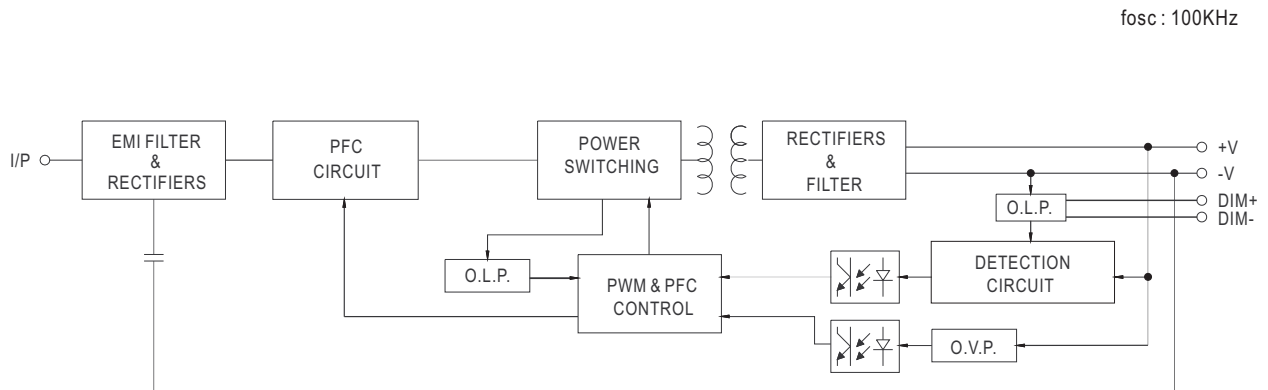 fosc : 100KHz
I/P
EMI FILTER
&
RECTIFIERS
PFC
CIRCUIT
POWER
SWITCHING
RECTIFIERS
&
FILTER
+V
-V
DIM+
DIM-
O.L.P.
O.L.P.
PWM & PFC
CONTROL
DETECTION
CIRCUIT
O.V.P.